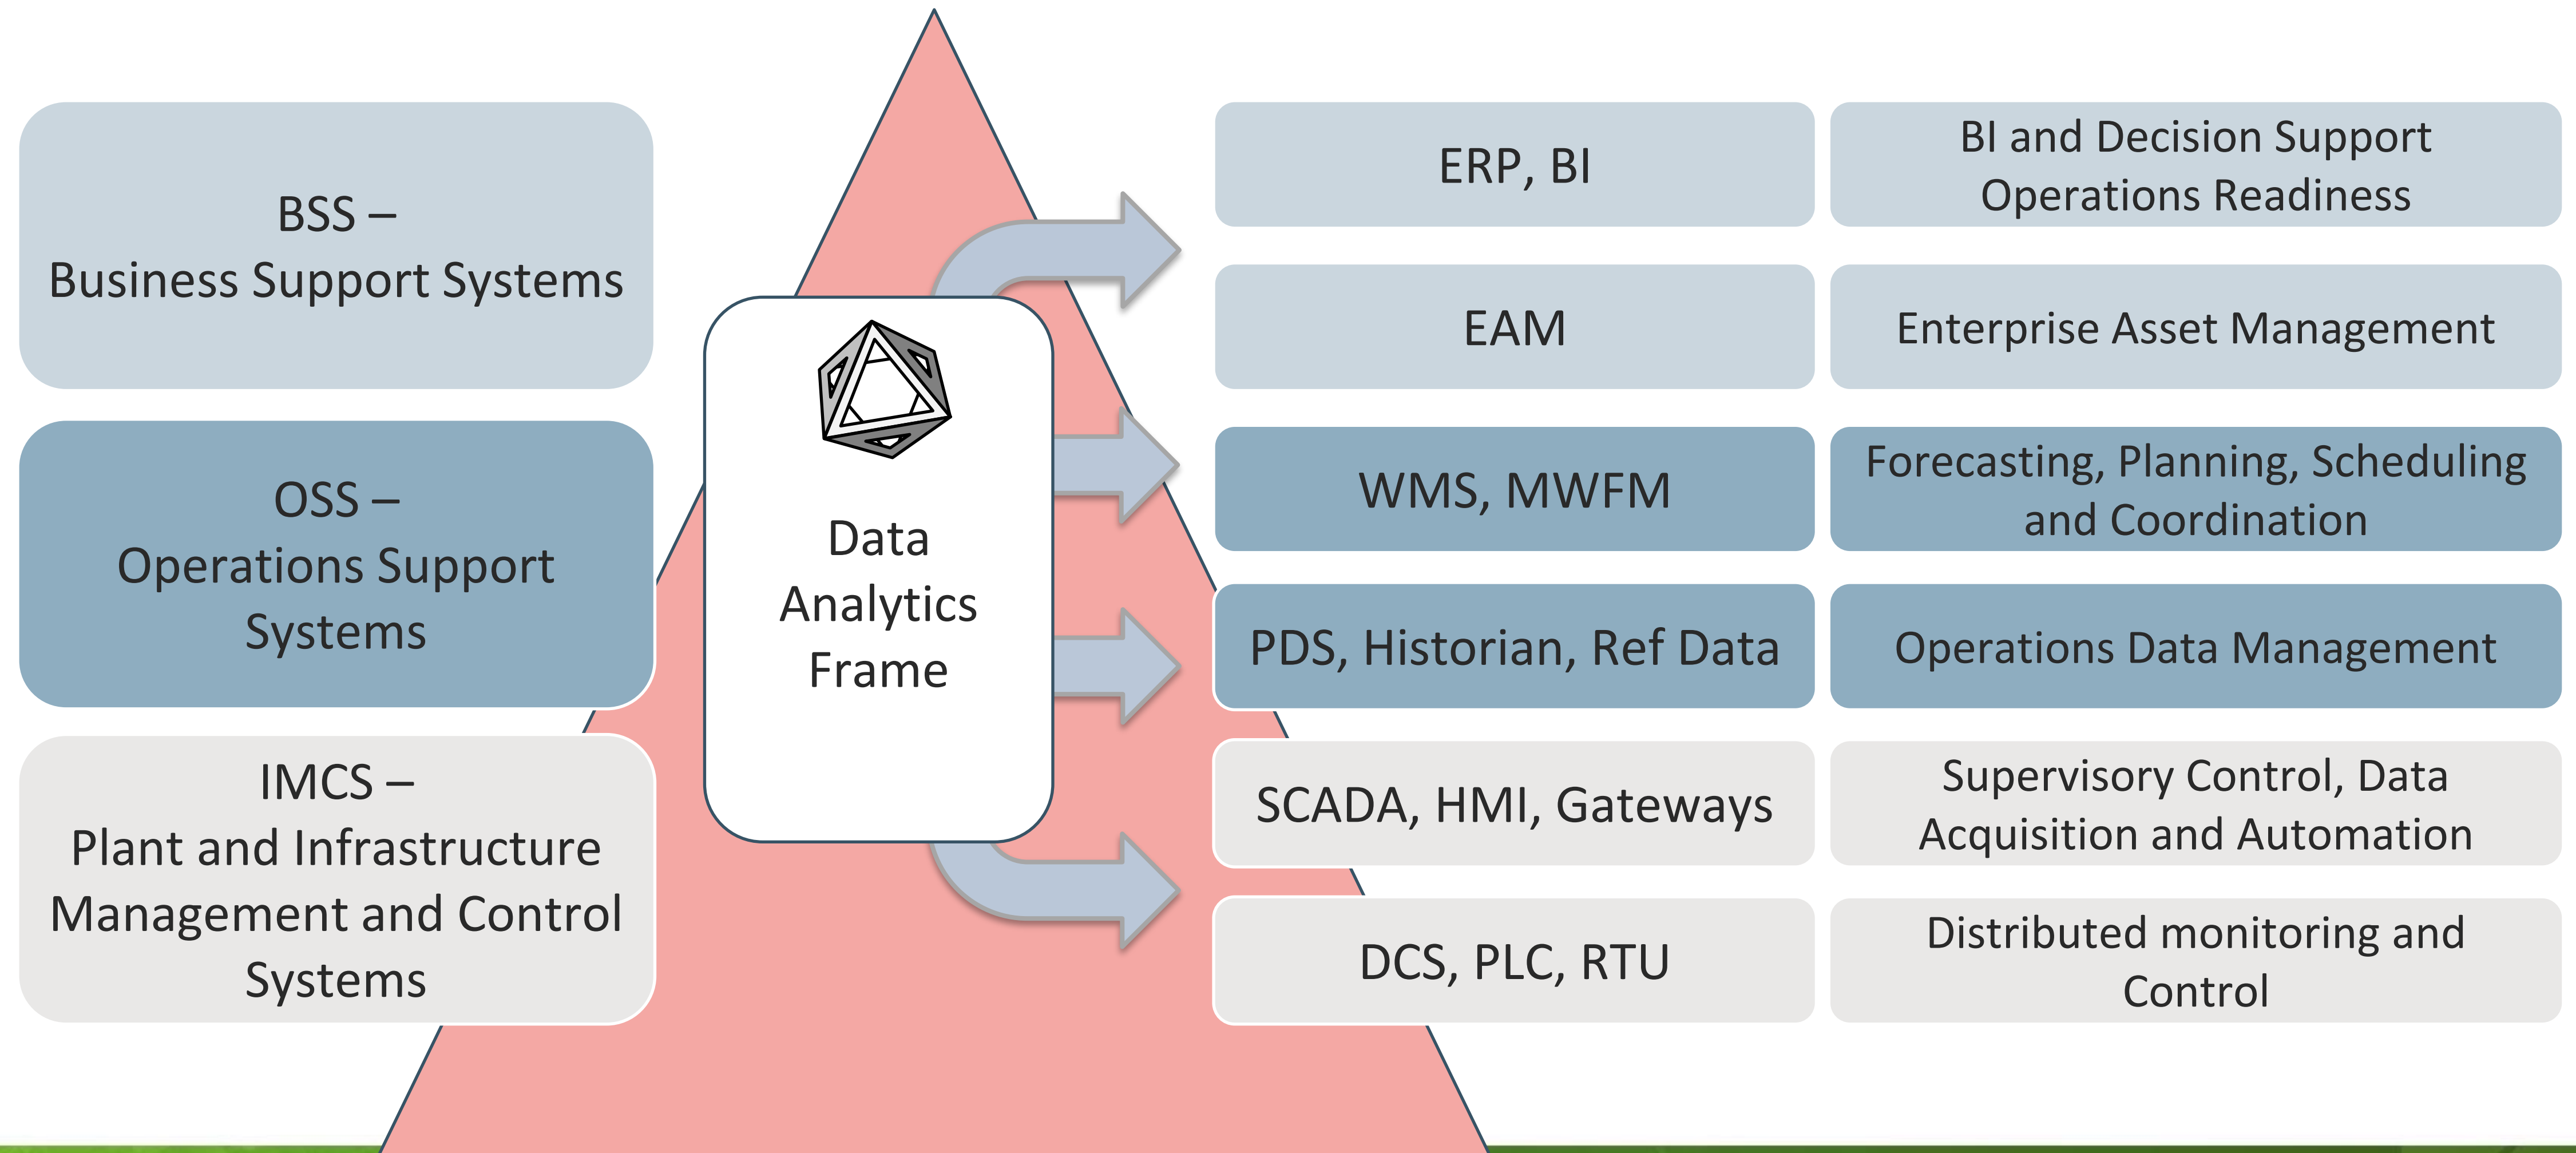 BSS –
Business Support Systems
OSS –
Operations Support
Systems
IMCS –
Plant and Infrastructure
Management and Control
Systems
Data
Analytics
Frame
ERP, BI
BI and Decision Support
Operations Readiness
EAM
Enterprise Asset Management
WMS, MWFM
Forecasting, Planning, Scheduling
and Coordination
PDS, Historian, Ref Data
Operations Data Management
SCADA, HMI, Gateways
Supervisory Control, Data
Acquisition and Automation
DCS, PLC, RTU
Distributed monitoring and
Control